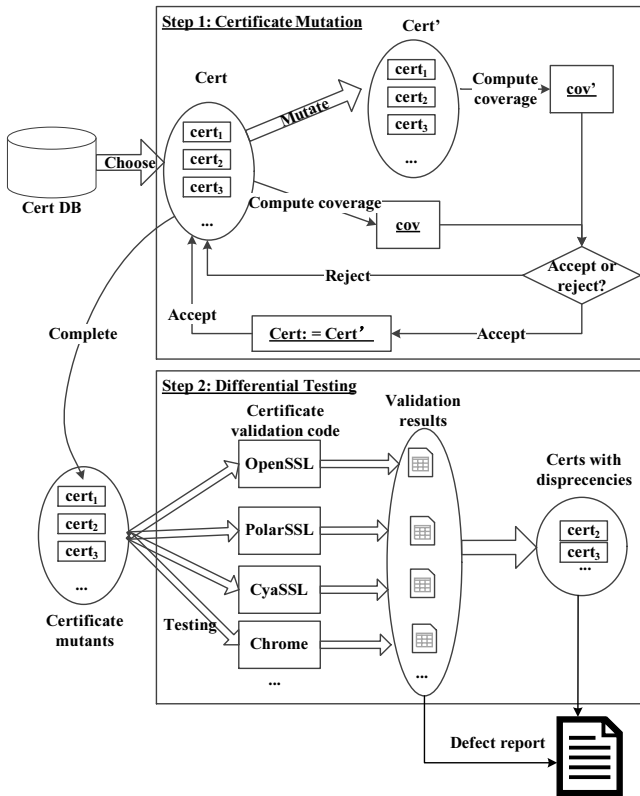 Step 1: Certificate Mutation
Cert’
Cert
cert1
cert2
cert3
...
Mutate
cert1
cert2
cert3
...
Compute
coverage
cov’
Choose
Cert DB
Compute coverage
cov
Accept or
reject?
Reject
Accept
Cert: = Cert’
Accept
Complete
Step 2: Differential Testing
Certificate
validation code
Validation
results
OpenSSL
PolarSSL
CyaSSL
Chrome
...
...
Certs with
disprecencies
cert2
cert3
...
cert1
cert2
cert3
...
Certificate
mutants
Testing
Defect report